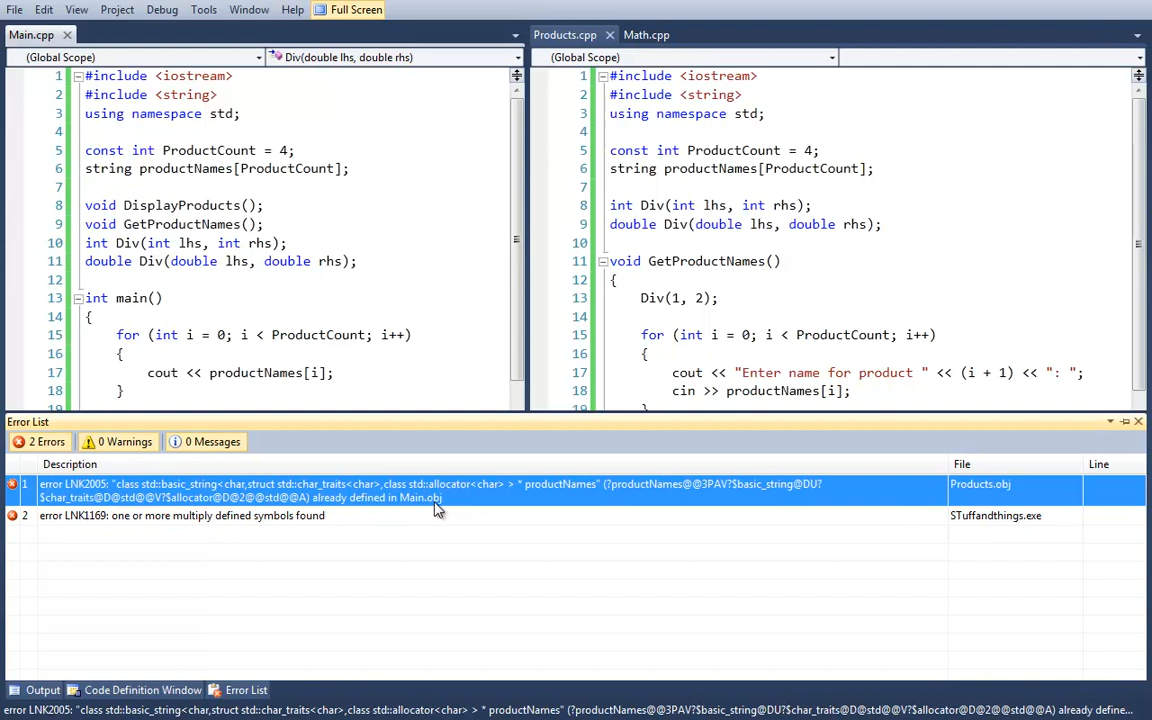 File Edit View Project Debug Tools Window Help Full Screen
Main.cpp
(Global Scope) Div(double lhs, double rhs)
1 #include <iostream>
2 #include <string>
3 using namespace std;
4
5 const int ProductCount = 4;
6 string productNames[ProductCount];
7
8 void DisplayProducts();
9 void GetProductNames();
10 int Div(int lhs, int rhs);
11 double Div(double lhs, double rhs);
12
13 int main()
14 {
15 for (int i = 0; i < ProductCount; i++)
16 {
17 cout << productNames[i];
18 }
19
Products.cpp Math.cpp
(Global Scope)
1 #include <iostream>
2 #include <string>
3 using namespace std;
4
5 const int ProductCount = 4;
6 string productNames[ProductCount];
7
8 int Div(int lhs, int rhs);
9 double Div(double lhs, double rhs);
10
11 void GetProductNames()
12 {
13 Div(1, 2);
14
15 for (int i = 0; i < ProductCount; i++)
16 {
17 cout << "Enter name for product " << (i + 1) << ": ";
18 cin >> productNames[i];
19 }
Error List
2 Errors 0 Warnings 0 Messages
Description File Line
1 error LNK2005: "class std::basic_string<char,struct std::char_traits<char>,class std::allocator<char> > * productNames" (?productNames@@3PAV?$basic_string@DU? Products.obj
$char_traits@D@std@@V?$allocator@D@2@@std@@A) already defined in Main.obj
2 error LNK1169: one or more multiply defined symbols found STuffandthings.exe
Output Code Definition Window Error List
error LNK2005: "class std::basic_string<char,struct std::char_traits<char>,class std::allocator<char> > * productNames" (?productNames@@3PAV?$basic_string@DU?$char_traits@D@std@@V?$allocator@D@2@@std@@A) already define...